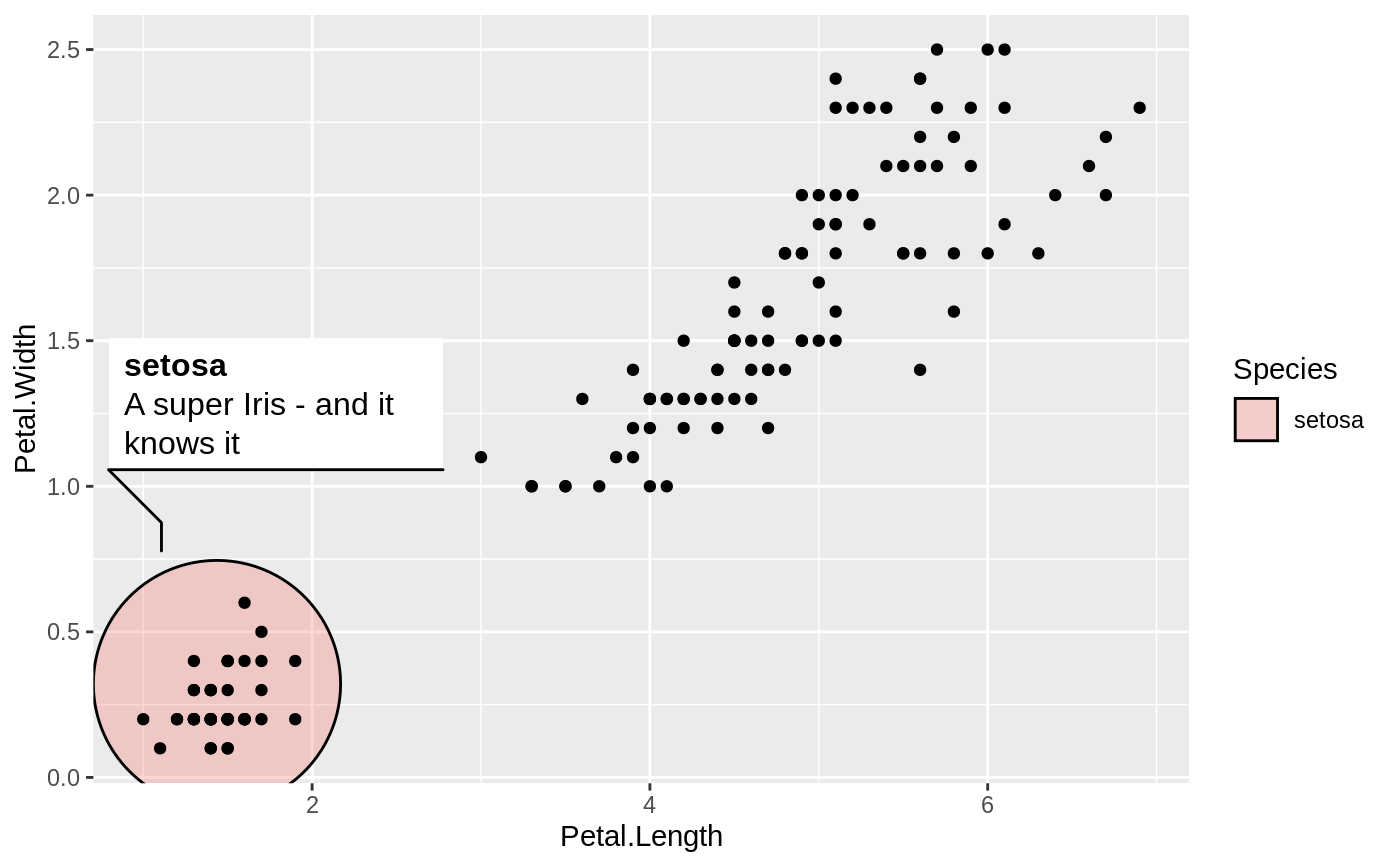 2.5
2.0
1.5
1.0
0.5
0.0
Petal.Width
setosa
A super Iris - and it
knows it
2
4
6
Petal.Length
Species
setosa